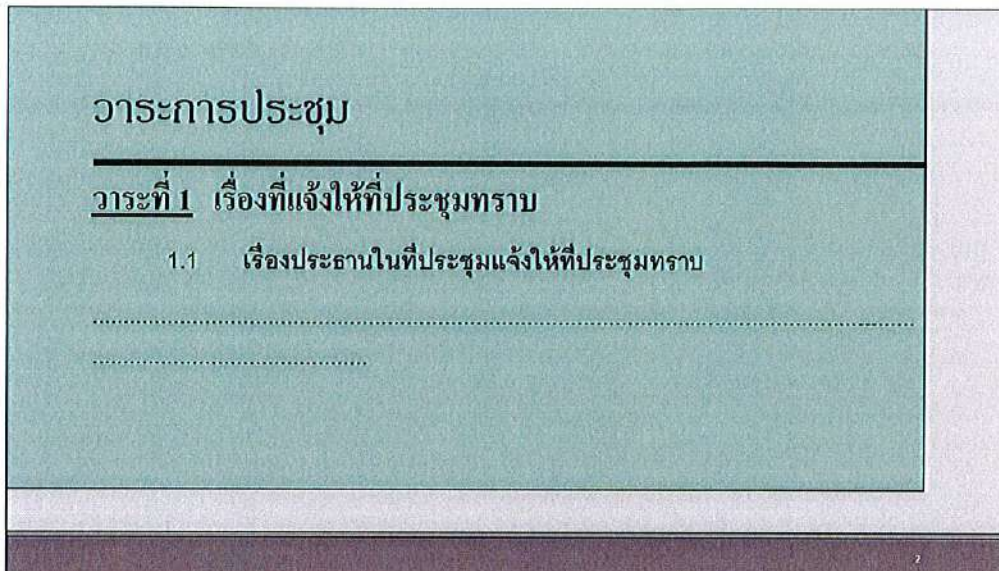 วาระการประชุม
วาระที่ 1 เรื่องที่แจ้งให้ที่ประชุมทราบ
1.1 เรื่องประธานในที่ประชุมแจ้งให้ที่ประชุมทราบ
................................................................................
................................
2